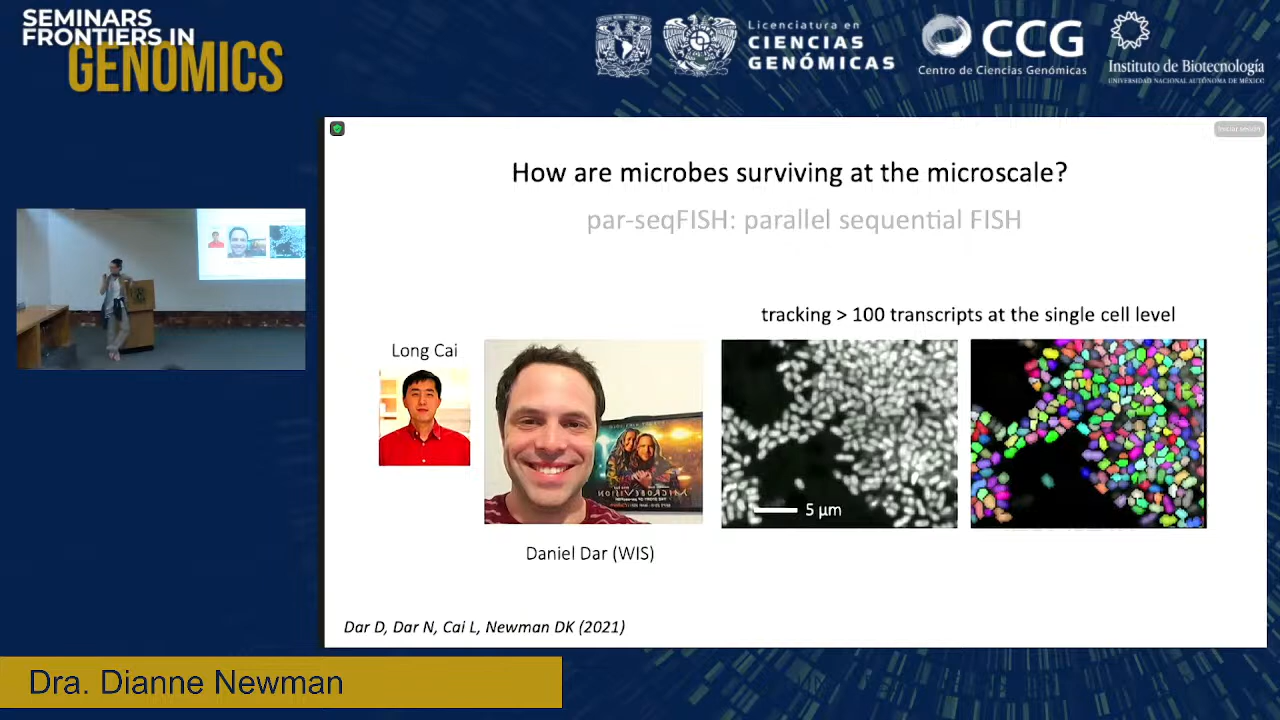 SEMINARS
FRONTIERS IN
GENOMICS
Licenciatura en
CIENCIAS
GENÓMICAS
CCG
Centro de Ciencias Genómicas
Instituto de Biotecnología
UNIVERSIDAD NACIONAL AUTÓNOMA DE MÉXICO
Iniciar sesión
How are microbes surviving at the microscale?
par-seqFISH: parallel sequential FISH
tracking > 100 transcripts at the single cell level
Long Cai
5 μm
Daniel Dar (WIS)
Dar D, Dar N, Cai L, Newman DK (2021)
Dra. Dianne Newman